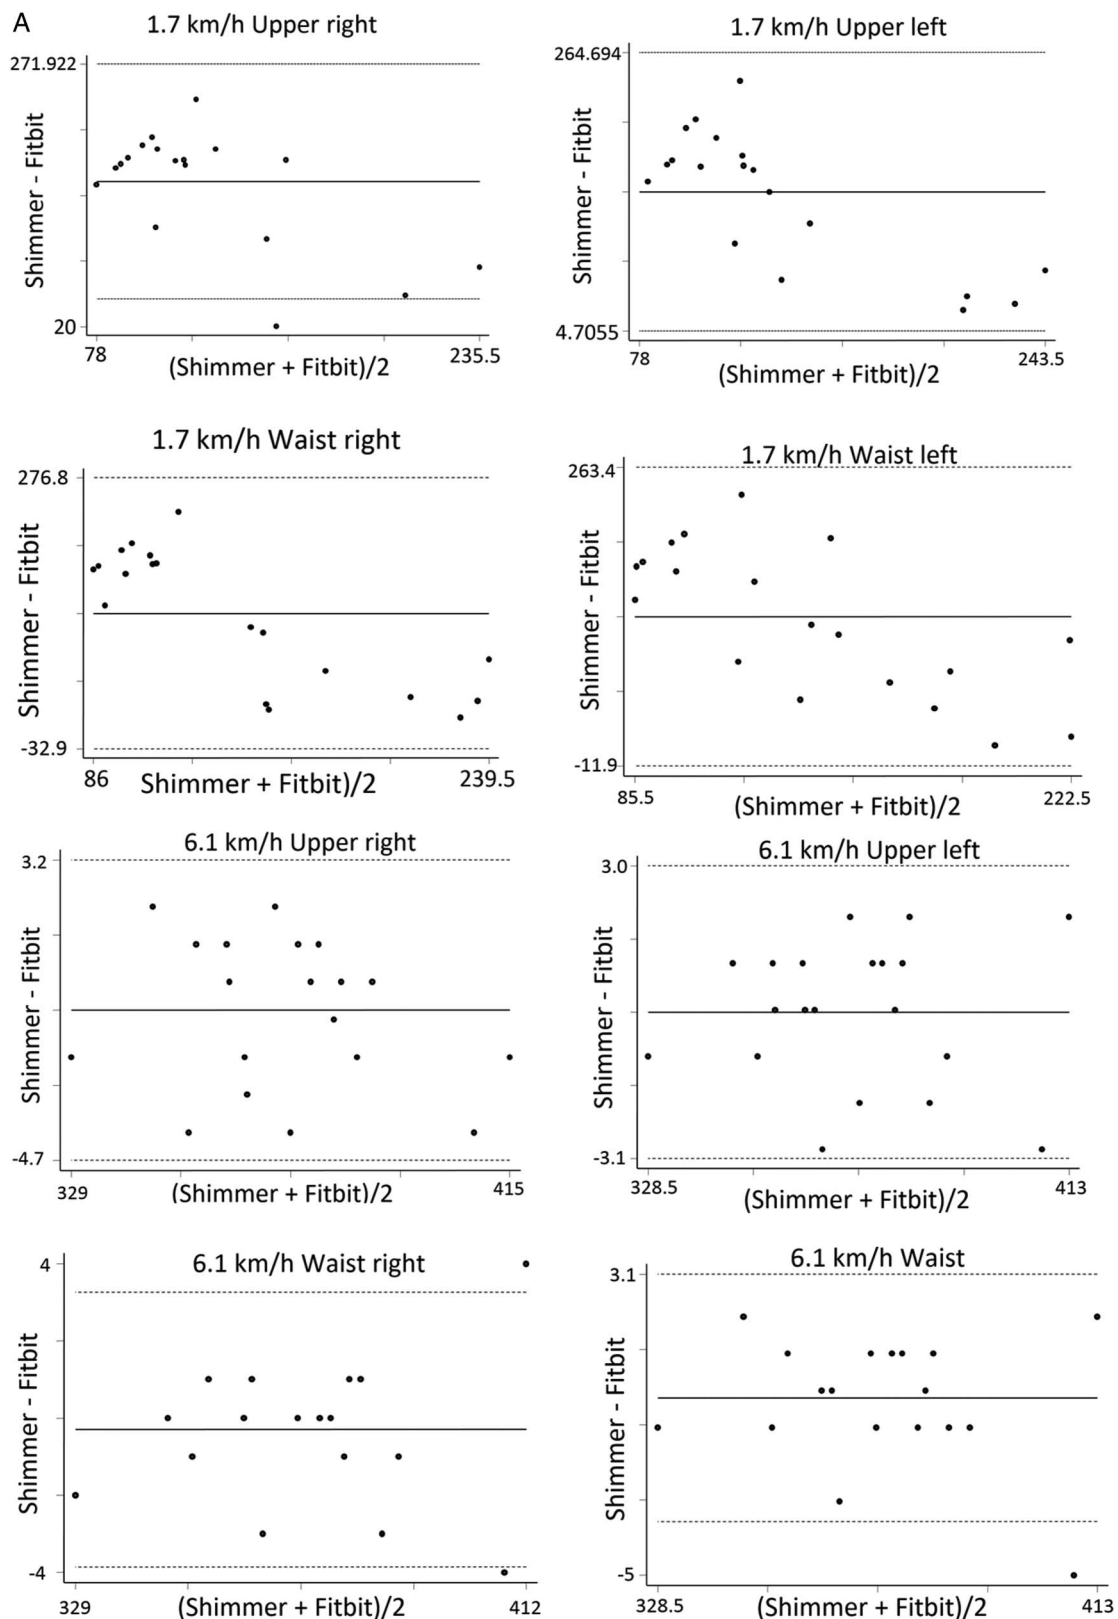 A
1.7 km/h Upper right
271.922
Shimmer - Fitbit
20
78
(Shimmer + Fitbit)/2
235.5
1.7 km/h Upper left
264.694
Shimmer - Fitbit
4.7055
78
(Shimmer + Fitbit)/2
243.5
1.7 km/h Waist right
276.8
Shimmer - Fitbit
-32.9
86
Shimmer + Fitbit)/2
239.5
1.7 km/h Waist left
263.4
Shimmer - Fitbit
-11.9
85.5
(Shimmer + Fitbit)/2
222.5
6.1 km/h Upper right
3.2
Shimmer - Fitbit
-4.7
329
(Shimmer + Fitbit)/2
415
6.1 km/h Upper left
3.0
Shimmer - Fitbit
-3.1
328.5
(Shimmer + Fitbit)/2
413
6.1 km/h Waist right
4
Shimmer - Fitbit
-4
329
(Shimmer + Fitbit)/2
412
6.1 km/h Waist
3.1
Shimmer - Fitbit
-5
328.5
(Shimmer + Fitbit)/2
413